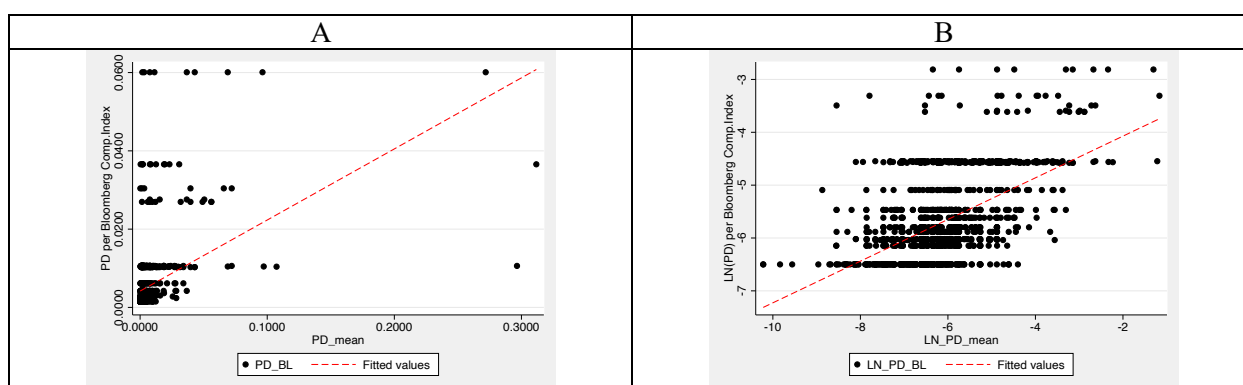 A
B
PD per Bloomberg Comp.Index
0.0600
0.0400
0.0200
0.0000
0.0000
0.1000
0.2000
0.3000
PD_mean
PD_BL
Fitted values
LN(PD) per Bloomberg Comp.Index
-3
-4
-5
-6
-7
-10
-8
-6
-4
-2
LN_PD_mean
LN_PD_BL
Fitted values